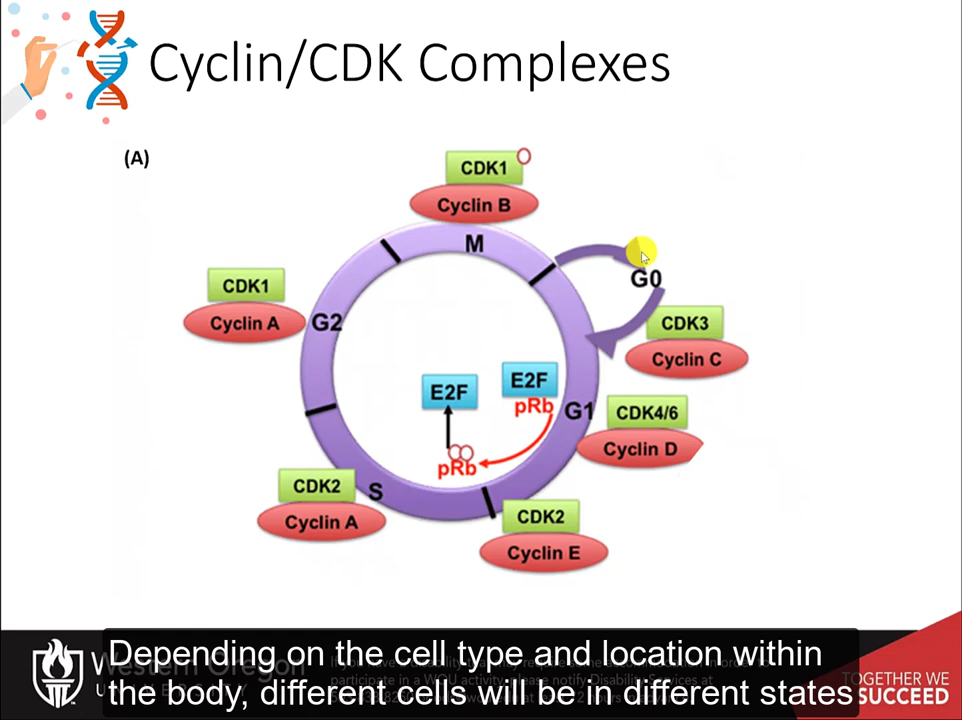 Cyclin/CDK Complexes
(A)
CDK1
Cyclin B
M
G0
CDK1
Cyclin A
G2
CDK3
Cyclin C
E2F
E2F
pRb
G1
CDK4/6
Cyclin D
pRb
CDK2
Cyclin A
S
CDK2
Cyclin E
Depending on the cell type and location within
the body, different cells will be in different states
Western Oregon
TOGETHER WE
SUCCEED